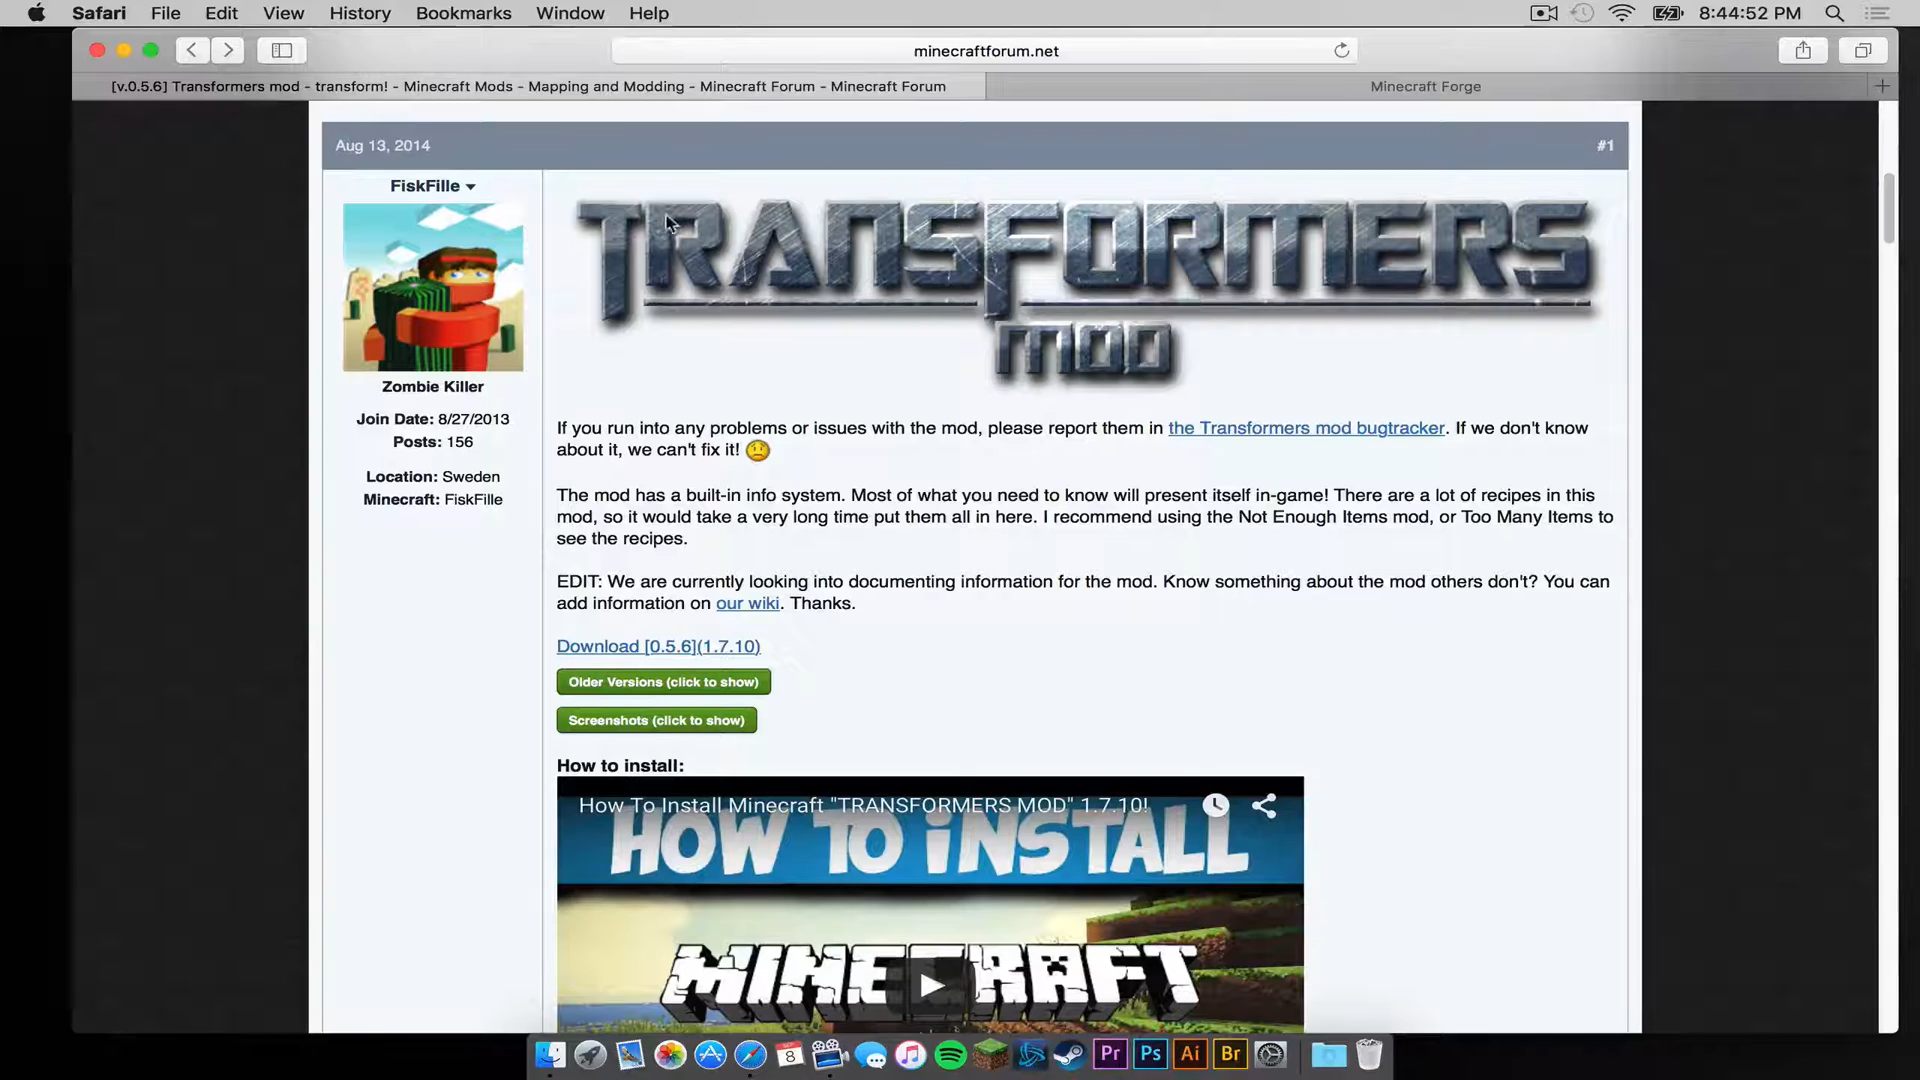 Safari File Edit View History Bookmarks Window Help 8:44:52 PM
minecraftforum.net
[v.0.5.6] Transformers mod - transform! - Minecraft Mods - Mapping and Modding - Minecraft Forum - Minecraft Forum
Minecraft Forge
Aug 13, 2014 #1
FiskFille
Zombie Killer
Join Date: 8/27/2013
Posts: 156
Location: Sweden
Minecraft: FiskFille
TRANSFORMERS
MOD
If you run into any problems or issues with the mod, please report them in the Transformers mod bugtracker. If we don't know
about it, we can't fix it!
The mod has a built-in info system. Most of what you need to know will present itself in-game! There are a lot of recipes in this
mod, so it would take a very long time put them all in here. I recommend using the Not Enough Items mod, or Too Many Items to
see the recipes.
EDIT: We are currently looking into documenting information for the mod. Know something about the mod others don't? You can
add information on our wiki. Thanks.
Download [0.5.6](1.7.10)
Older Versions (click to show)
Screenshots (click to show)
How to install:
How To Install Minecraft "TRANSFORMERS MOD" 1.7.10!
HOW TO iNSTALL
MINECRAFT
8
Pr Ps Ai Br